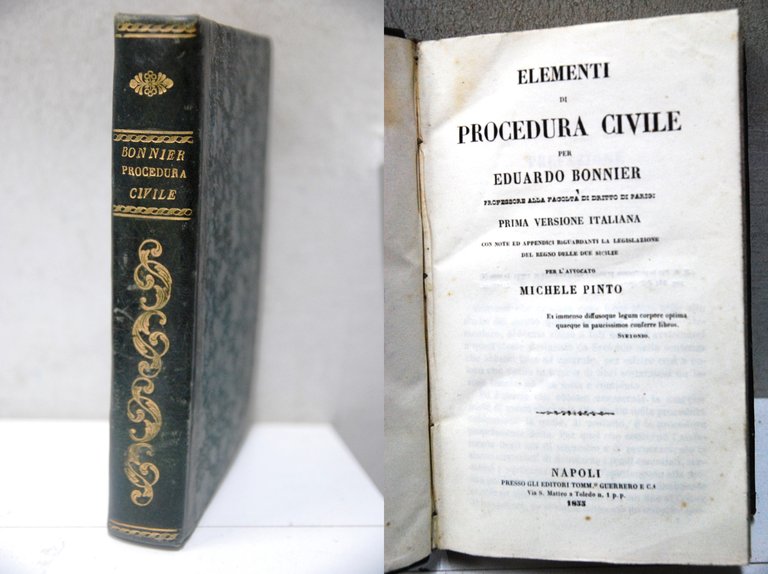 BONNIER
PROCEDURA
CIVILE
ELEMENTI
DI
PROCEDURA CIVILE
PER
EDUARDO BONNIER
PROFESSORE ALLA FACOLTÀ DI DRITTO DI PARIGI
PRIMA VERSIONE ITALIANA
CON NOTE ED APPENDICI RIGUARDANTI LA LEGISLAZIONE
DEL REGNO DELLE DUE SICILIE
PER L'AVVOCATO
MICHELE PINTO
Ex immenso diffusoque legum corpore optima
quaeque in paucissimos conferre libros.
SVETONIO.
NAPOLI
PRESSO GLI EDITORI TOMM.º GUERRERO E C.i
Via S. Matteo a Toledo n. 1 p. p.
1853